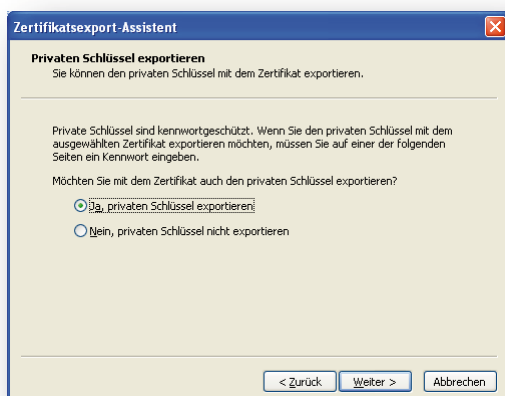 Zertifikatsexport-Assistent
Privaten Schlüssel exportieren
Sie können den privaten Schlüssel mit dem Zertifikat exportieren.
Private Schlüssel sind kennwortgeschützt. Wenn Sie den privaten Schlüssel mit dem
ausgewählten Zertifikat exportieren möchten, müssen Sie auf einer der folgenden
Seiten ein Kennwort eingeben.
Möchten Sie mit dem Zertifikat auch den privaten Schlüssel exportieren?
Ja, privaten Schlüssel exportieren
Nein, privaten Schlüssel nicht exportieren
< Zurück Weiter > Abbrechen